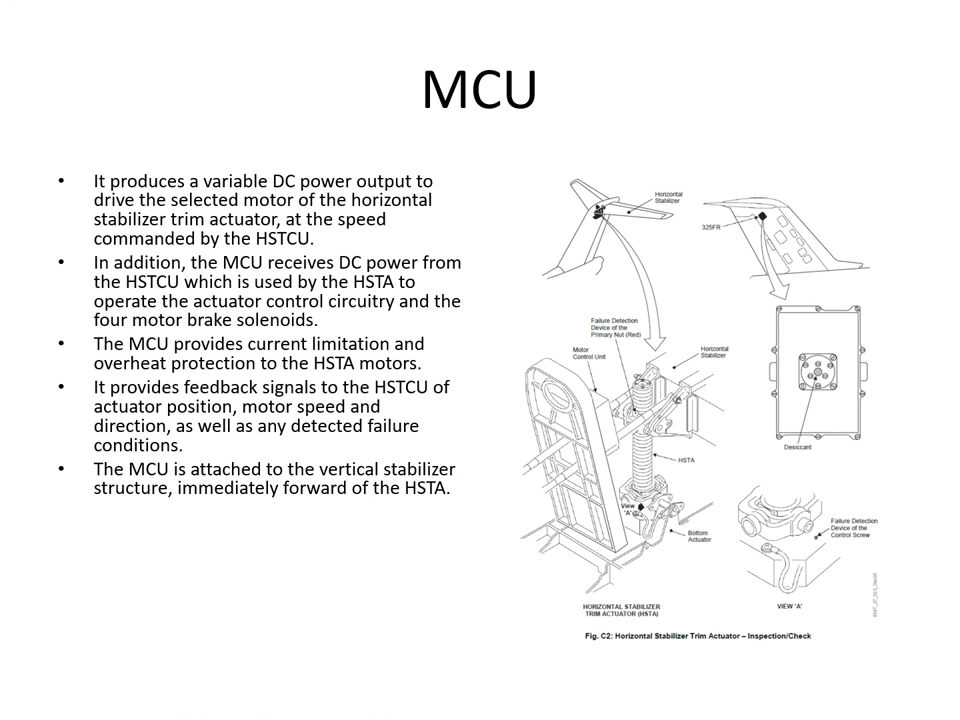 MCU
• It produces a variable DC power output to
drive the selected motor of the horizontal
stabilizer trim actuator, at the speed
commanded by the HSTCU.
• In addition, the MCU receives DC power from
the HSTCU which is used by the HSTA to
operate the actuator control circuitry and the
four motor brake solenoids.
• The MCU provides current limitation and
overheat protection to the HSTA motors.
• It provides feedback signals to the HSTCU of
actuator position, motor speed and
direction, as well as any detected failure
conditions.
• The MCU is attached to the vertical stabilizer
structure, immediately forward of the HSTA.
Horizontal
Stabilizer
325FR
Failure Detection
Device of the
Primary Nut (Red)
Motor
Control Unit
Horizontal
Stabilizer
Desiccant
HSTA
View
'A'
Bottom
Actuator
Failure Detection
Device of the
Control Screw
HORIZONTAL STABILIZER
TRIM ACTUATOR (HSTA)
VIEW 'A'
Fig. C2: Horizontal Stabilizer Trim Actuator – Inspection/Check